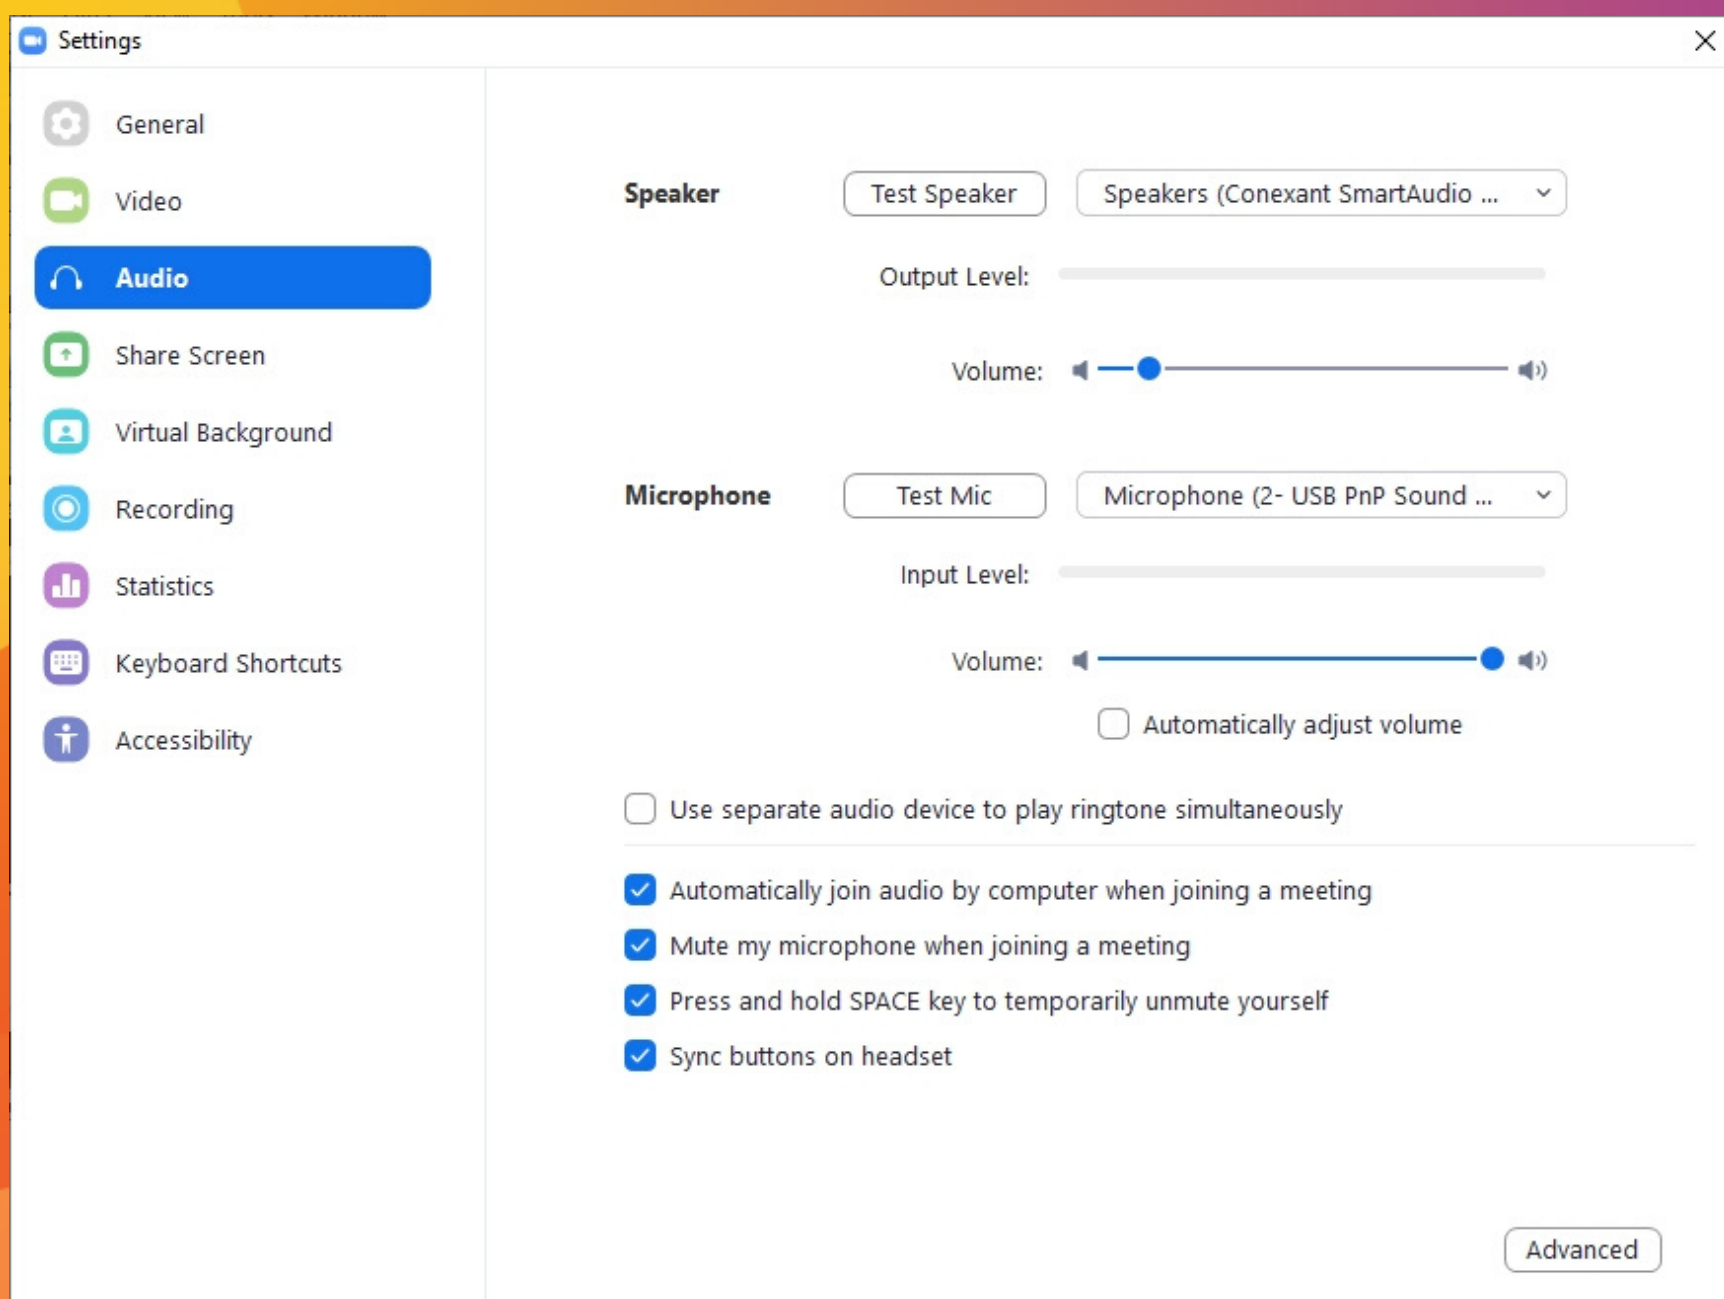 Settings
General
Video
Audio
Share Screen
Virtual Background
Recording
Statistics
Keyboard Shortcuts
Accessibility
Speaker Test Speaker Speakers (Conexant SmartAudio ...
Output Level:
Volume:
Microphone Test Mic Microphone (2- USB PnP Sound ...
Input Level:
Volume:
Automatically adjust volume
Use separate audio device to play ringtone simultaneously
Automatically join audio by computer when joining a meeting
Mute my microphone when joining a meeting
Press and hold SPACE key to temporarily unmute yourself
Sync buttons on headset
Advanced